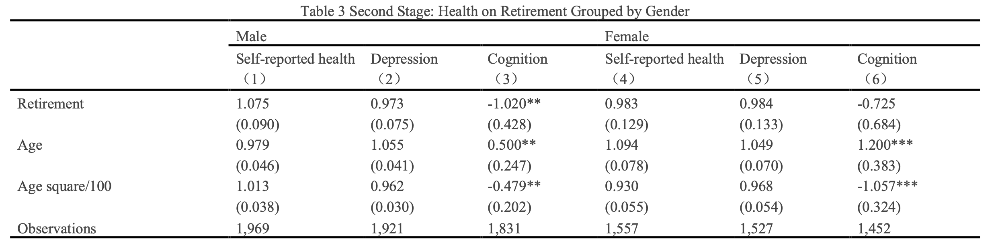 Table 3 Second Stage: Health on Retirement Grouped by Gender
Male Female
Self-reported health Depression Cognition Self-reported health Depression Cognition
（1） （2） （3） （4） （5） （6）
Retirement 1.075 0.973 -1.020** 0.983 0.984 -0.725
(0.090) (0.075) (0.428) (0.129) (0.133) (0.684)
Age 0.979 1.055 0.500** 1.094 1.049 1.200***
(0.046) (0.041) (0.247) (0.078) (0.070) (0.383)
Age square/100 1.013 0.962 -0.479** 0.930 0.968 -1.057***
(0.038) (0.030) (0.202) (0.055) (0.054) (0.324)
Observations 1,969 1,921 1,831 1,557 1,527 1,452